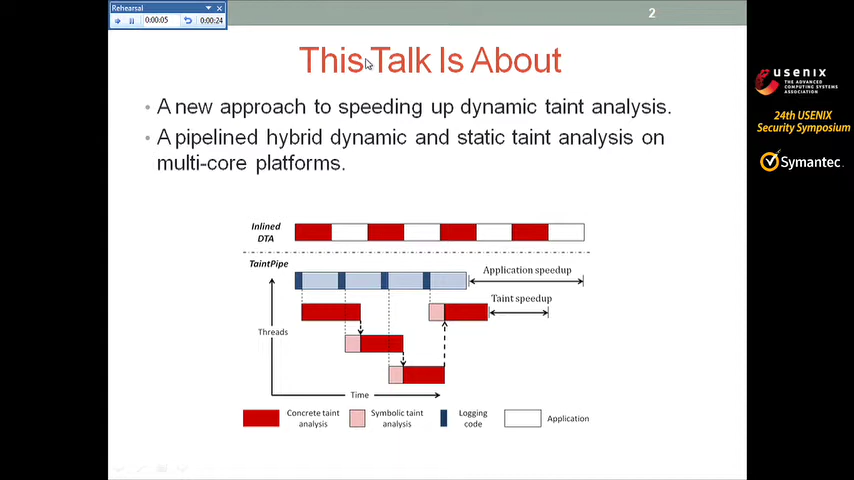 Rehearsal
0:00:05
0:00:24
2
This Talk Is About
• A new approach to speeding up dynamic taint analysis.
• A pipelined hybrid dynamic and static taint analysis on
multi-core platforms.
Inlined
DTA
TaintPipe
Application speedup
Taint speedup
Threads
Time
Concrete taint
analysis
Symbolic taint
analysis
Logging
code
Application
usenix
THE ADVANCED
COMPUTING SYSTEMS
ASSOCIATION
24th USENIX
Security Symposium
Symantec.